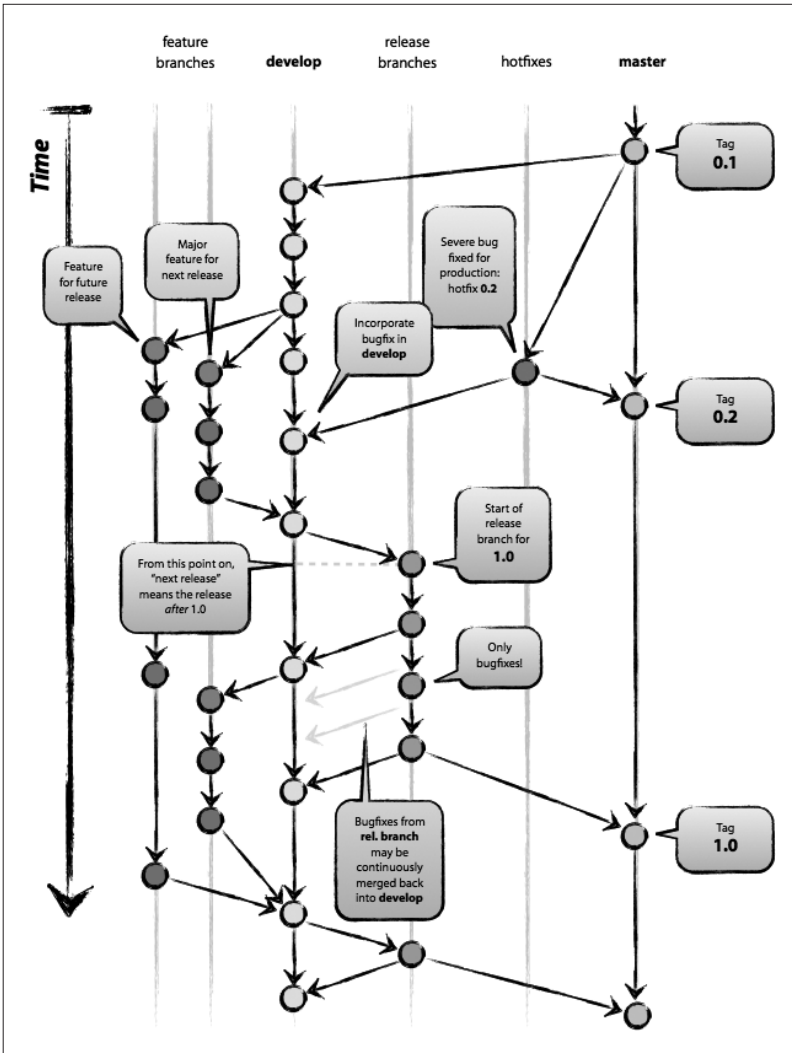 feature
branches
develop
release
branches
hotfixes
master
Time
Tag
0.1
Major
feature for
next release
Feature
for future
release
Severe bug
fixed for
production:
hotfix 0.2
Incorporate
bugfix in
develop
Tag
0.2
Start of
release
branch for
1.0
From this point on,
“next release”
means the release
after 1.0
Only
bugfixes!
Bugfixes from
rel. branch
may be
continuously
merged back
into develop
Tag
1.0